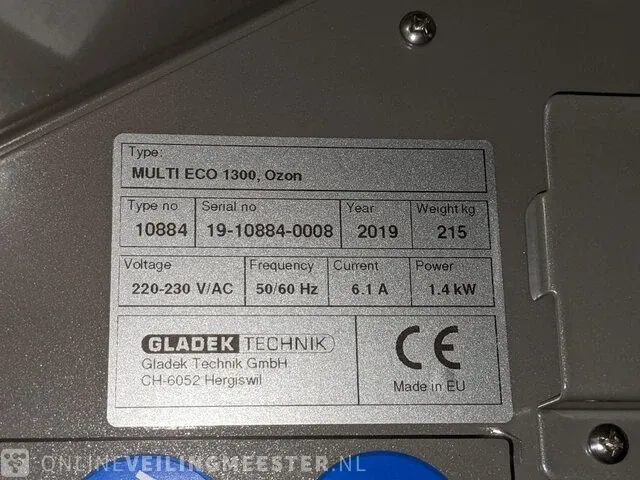 Type:
MULTI ECO 1300, Ozon
Type no Serial no Year Weight kg
10884 19-10884-0008 2019 215
Voltage Frequency Current Power
220-230 V/AC 50/60 Hz 6.1 A 1.4 kW
GLADEK TECHNIK
Gladek Technik GmbH
CH-6052 Hergiswil
CE
Made in EU
ONLINEVEILINGMEESTER.NL